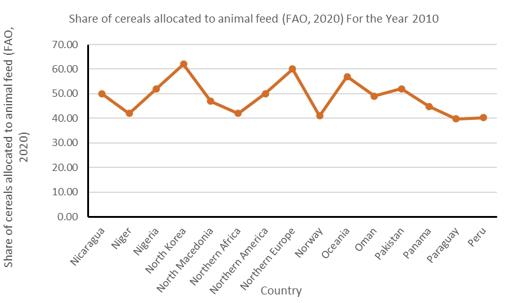 Share of cereals allocated to animal feed (FAO, 2020) For the Year 2010
Share of cereals allocated to animal feed (FAO,
2020)
70.00
60.00
50.00
40.00
30.00
20.00
10.00
0.00
Nicaragua
Niger
Nigeria
North Korea
North Macedonia
Northern Africa
Northern America
Northern Europe
Norway
Oceania
Oman
Pakistan
Panama
Paraguay
Peru
Country